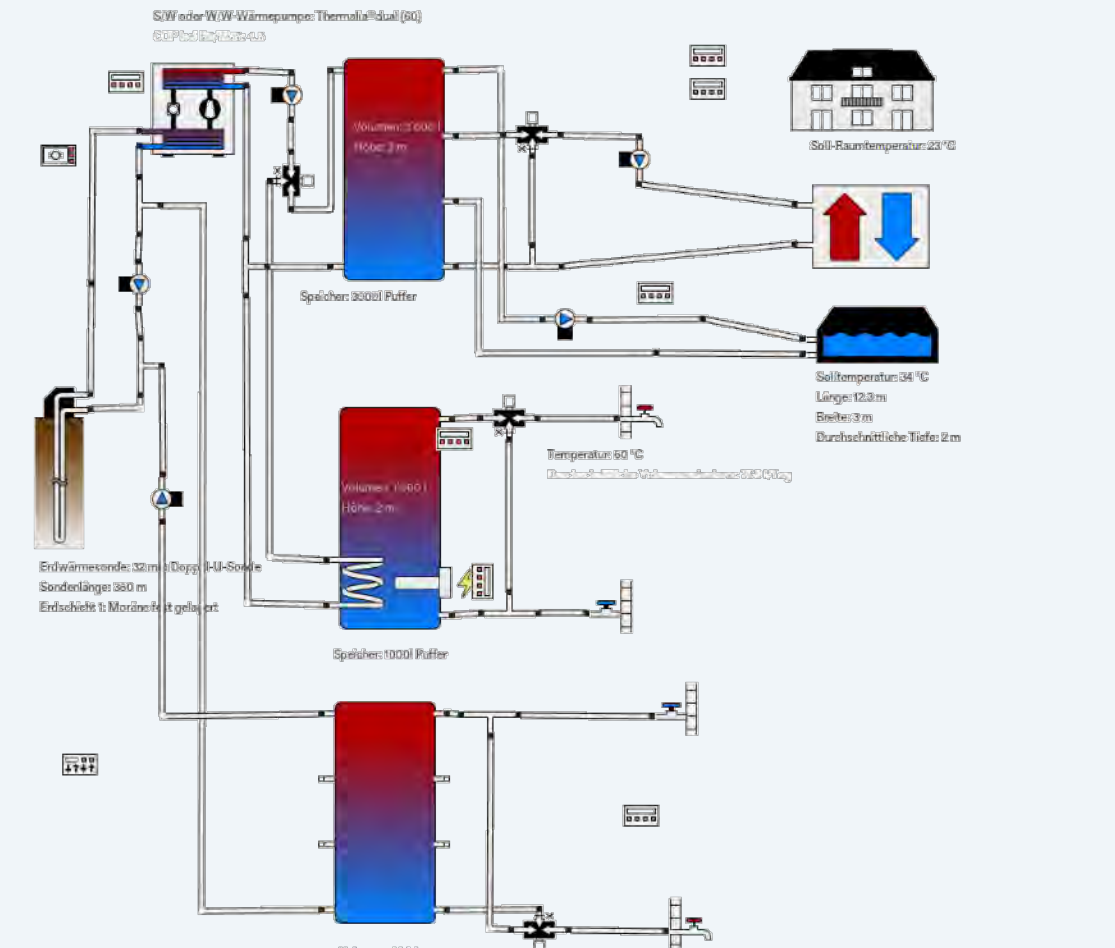 S/W oder W/W-Wärmepumpe: Thermalia® dual (60)
Volumen: 3'000 l
Höhe: 2 m
Soll-Raumtemperatur: 23 °C
Speicher: 3000l Puffer
Solltemperatur: 34 °C
Länge: 12.3 m
Breite: 3 m
Durchschnittliche Tiefe: 2 m
Temperatur: 60 °C
Volumen: 1'000 l
Höhe: 2 m
Erdwärmesonde: 32 mm Doppel-U-Sonde
Sondenlänge: 350 m
Erdschicht 1: Moräne fest gelagert
Speicher: 1000l Puffer